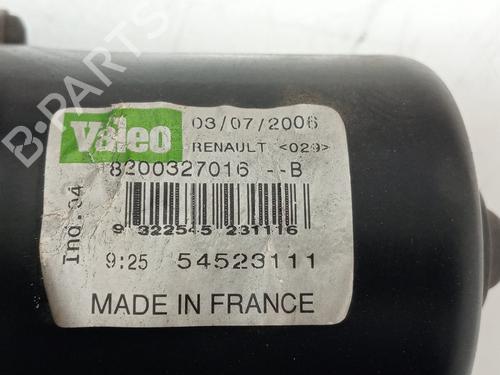 Valeo
03/07/2006
RENAULT <029>
8200327016 --B
Ind.04
9 322545 231116
9:25 54523111
MADE IN FRANCE
B-PARTS